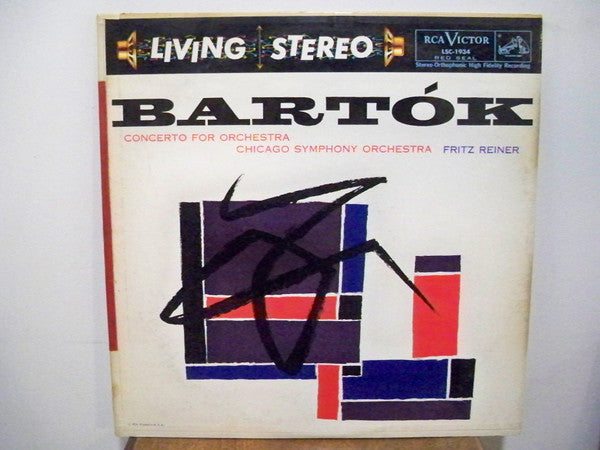 LIVING STEREO
RCA VICTOR
LSC-1934
RED SEAL
Stereo-Orthophonic High Fidelity Recording
BARTÓK
CONCERTO FOR ORCHESTRA
CHICAGO SYMPHONY ORCHESTRA FRITZ REINER